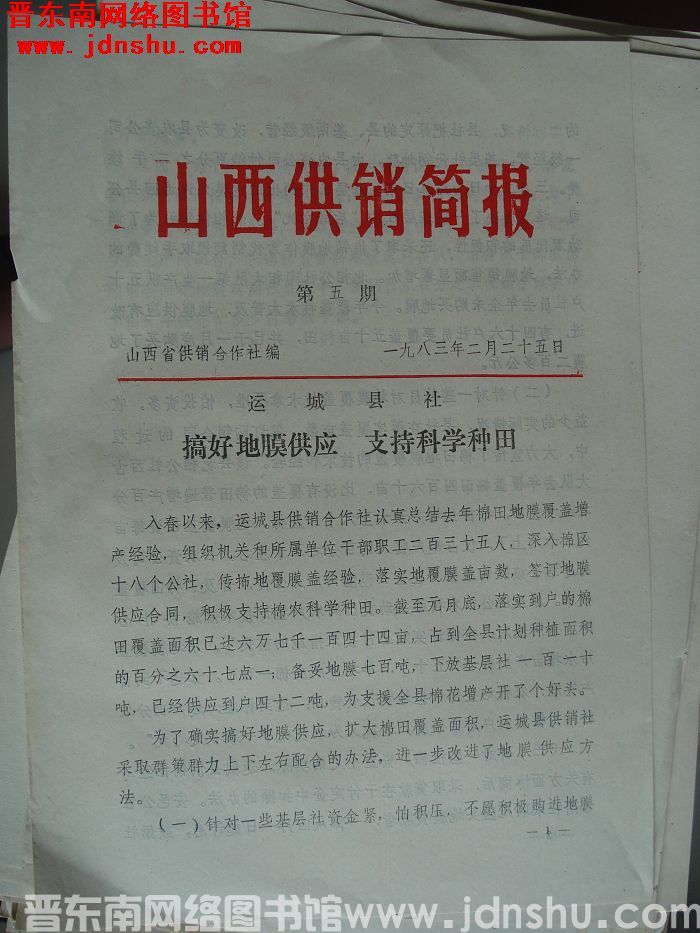 晋东南网络图书馆
www.jdnshu.com
山西供销简报
第五期
山西省供销合作社编 一九八三年二月二十五日
运城县社
搞好地膜供应 支持科学种田
入春以来，运城县供销合作社认真总结去年棉田地膜覆盖增
产经验，组织机关和所属单位干部职工二百三十五人，深入棉区
十八个公社，传播地覆膜盖经验，落实地覆膜盖亩数，签订地膜
供应合同，积极支持棉农科学种田。截至元月底，落实到户的棉
田覆盖面积已达六万七千一百四十四亩，占到全县计划种植面积
的百分之六十七点一；备妥地膜七百吨，下放基层社一百一十
吨，已经供应到户四十二吨，为支援全县棉花增产开了个好头。
为了确实搞好地膜供应，扩大棉田覆盖面积，运城县供销社
采取群策群力上下左右配合的办法，进一步改进了地膜供应方
法。
（一）针对一些基层社资金紧，怕积压，不愿积极购进地膜
—1—
晋东南网络图书馆 www.jdnshu.com